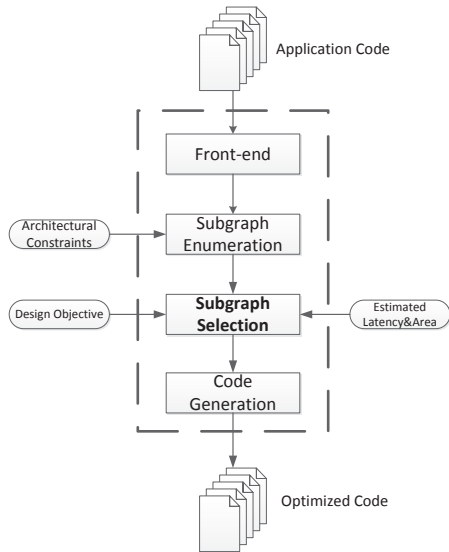 Application Code
Front-end
Architectural
Constraints
Subgraph
Enumeration
Design Objective
Subgraph
Selection
Estimated
Latency&Area
Code
Generation
Optimized Code